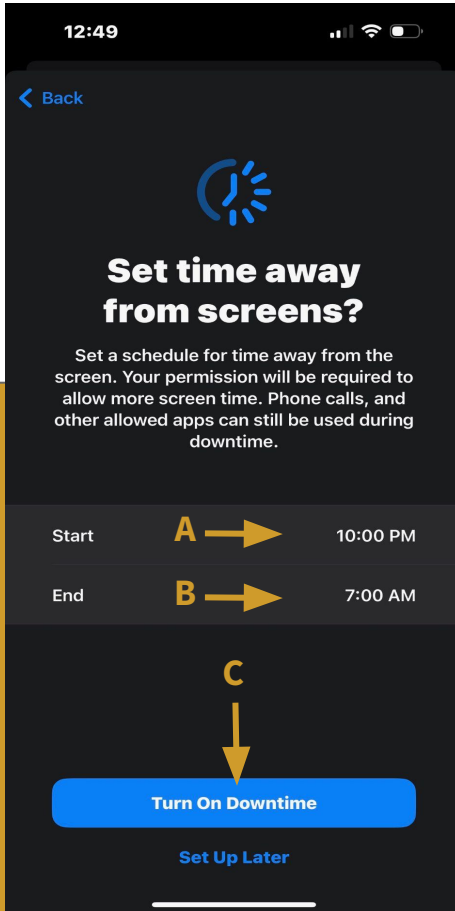 12:49
Back
Set time away
from screens?
Set a schedule for time away from the
screen. Your permission will be required to
allow more screen time. Phone calls, and
other allowed apps can still be used during
downtime.
Start A 10:00 PM
End B 7:00 AM
C
Turn On Downtime
Set Up Later